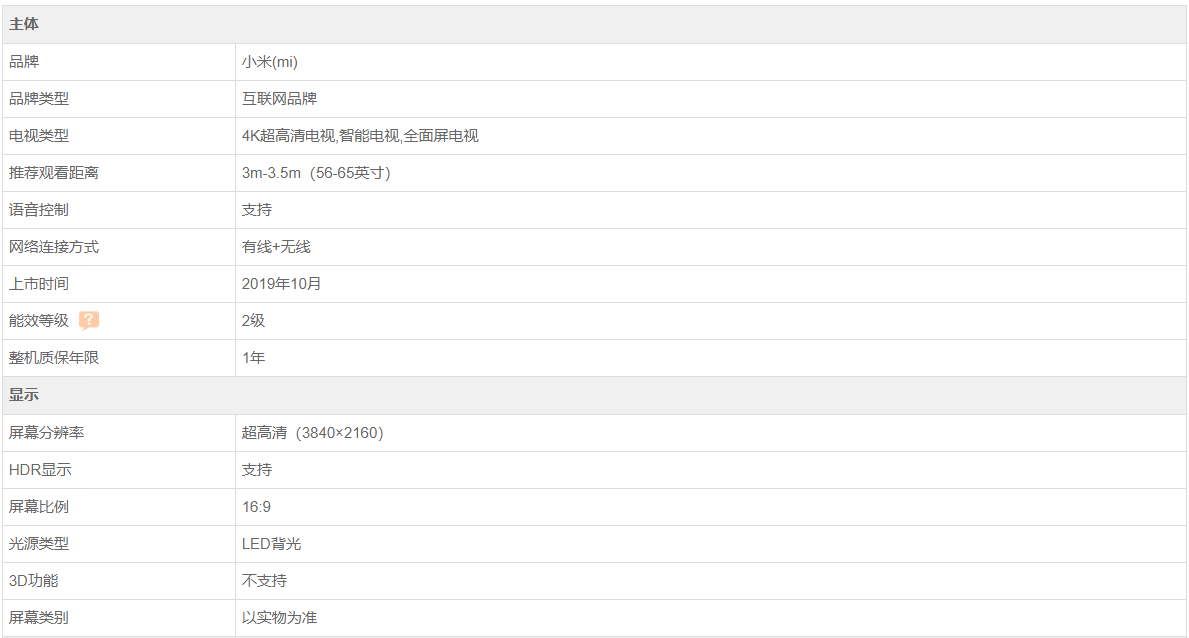 主体
品牌 小米(mi)
品牌类型 互联网品牌
电视类型 4K超高清电视,智能电视,全面屏电视
推荐观看距离 3m-3.5m（56-65英寸）
语音控制 支持
网络连接方式 有线+无线
上市时间 2019年10月
能效等级 ? 2级
整机质保年限 1年
显示
屏幕分辨率 超高清（3840×2160）
HDR显示 支持
屏幕比例 16:9
光源类型 LED背光
3D功能 不支持
屏幕类别 以实物为准